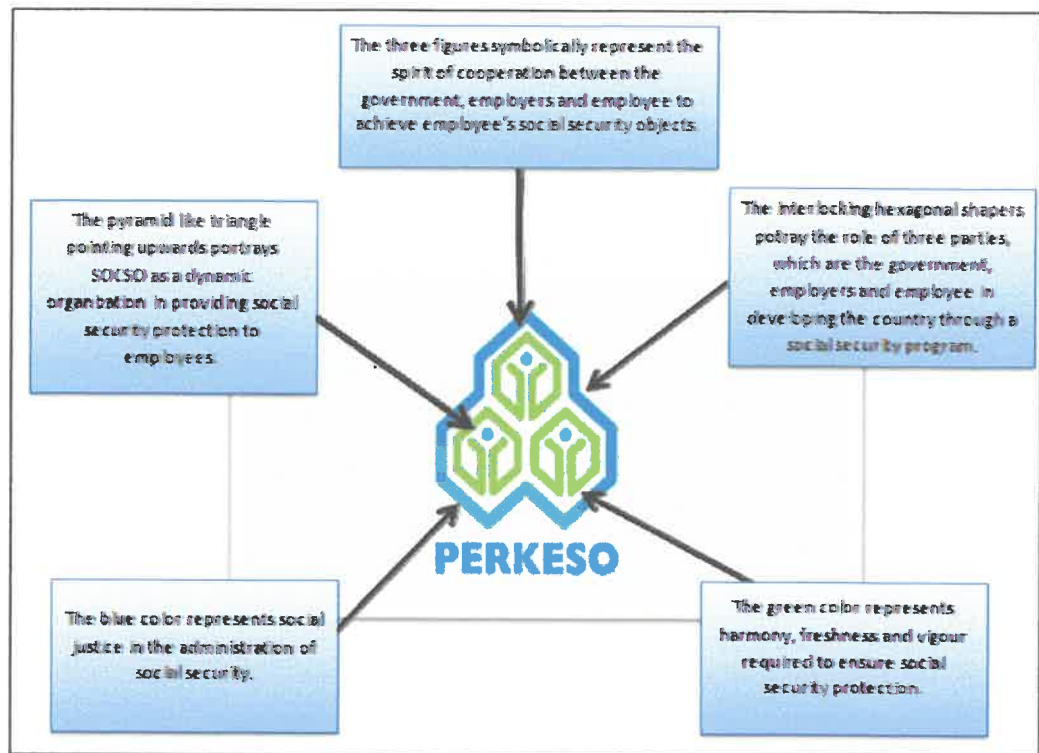 The three figures symbolically represent the
spirit of cooperation between the
government, employers and employee to
achieve employee's social security objects.
The pyramid like triangle
pointing upwards portrays
SOCSO as a dynamic
organization in providing social
security protection to
employees.
The interlocking hexagonal shapers
potray the role of three parties,
which are the government,
employers and employee in
developing the country through a
social security program.
PERKESO
The blue color represents social
justice in the administration of
social security.
The green color represents
harmony, freshness and vigour
required to ensure social
security protection.